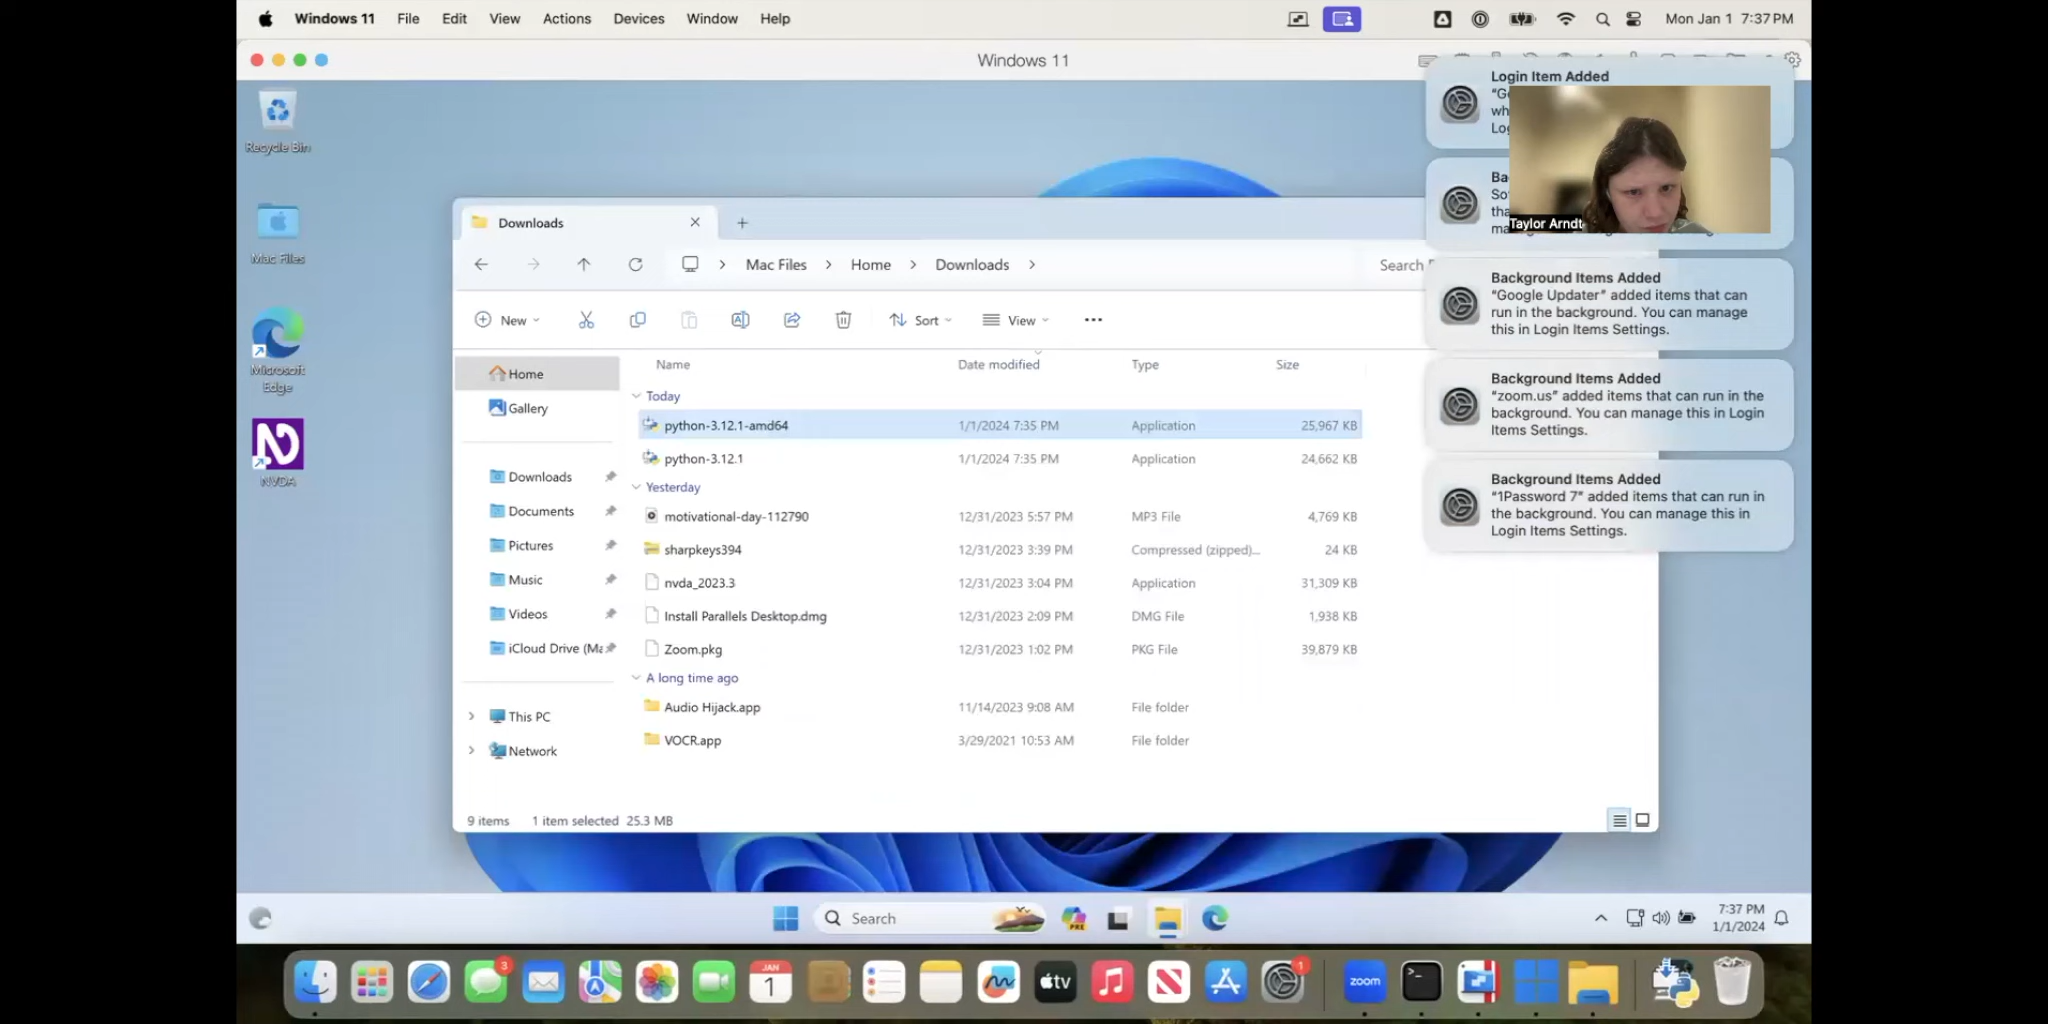 Windows 11 File Edit View Actions Devices Window Help Mon Jan 1 7:37 PM
Windows 11
Login Item Added
Taylor Arndt
Background Items Added
“Google Updater” added items that can
run in the background. You can manage
this in Login Items Settings.
Background Items Added
“zoom.us” added items that can run in the
background. You can manage this in Login
Items Settings.
Background Items Added
“1Password 7” added items that can run in
the background. You can manage this in
Login Items Settings.
Recycle Bin
Mac Files
Microsoft
Edge
NVDA
Downloads
Mac Files Home Downloads Search
New Sort View
Home
Gallery
Downloads
Documents
Pictures
Music
Videos
iCloud Drive (Ma
This PC
Network
Name Date modified Type Size
Today
python-3.12.1-amd64 1/1/2024 7:35 PM Application 25,967 KB
python-3.12.1 1/1/2024 7:35 PM Application 24,662 KB
Yesterday
motivational-day-112790 12/31/2023 5:57 PM MP3 File 4,769 KB
sharpkeys394 12/31/2023 3:39 PM Compressed (zipped)... 24 KB
nvda_2023.3 12/31/2023 3:04 PM Application 31,309 KB
Install Parallels Desktop.dmg 12/31/2023 2:09 PM DMG File 1,938 KB
Zoom.pkg 12/31/2023 1:02 PM PKG File 39,879 KB
A long time ago
Audio Hijack.app 11/14/2023 9:08 AM File folder
VOCR.app 3/29/2021 10:53 AM File folder
9 items 1 item selected 25.3 MB
Search PRE
7:37 PM
1/1/2024
3 JAN 1 tv 1 zoom